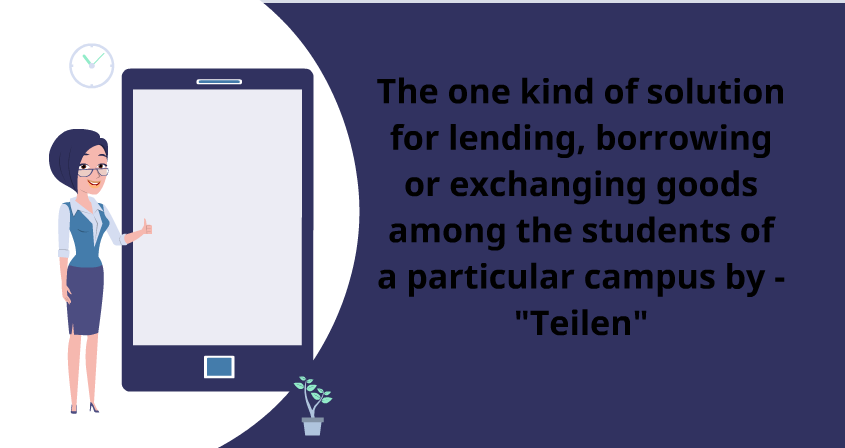 The one kind of solution
for lending, borrowing
or exchanging goods
among the students of
a particular campus by -
"Teilen"